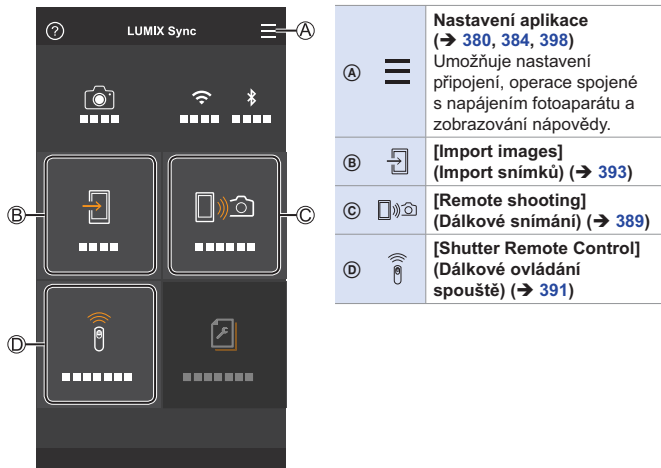 ? LUMIX Sync A
B C
D
A Nastavení aplikace
(➔ 380, 384, 398)
Umožňuje nastavení
připojení, operace spojené
s napájením fotoaparátu a
zobrazování nápovědy.
B [Import images]
(Import snímků) (➔ 393)
C [Remote shooting]
(Dálkové snímání) (➔ 389)
D [Shutter Remote Control]
(Dálkové ovládání
spouště) (➔ 391)